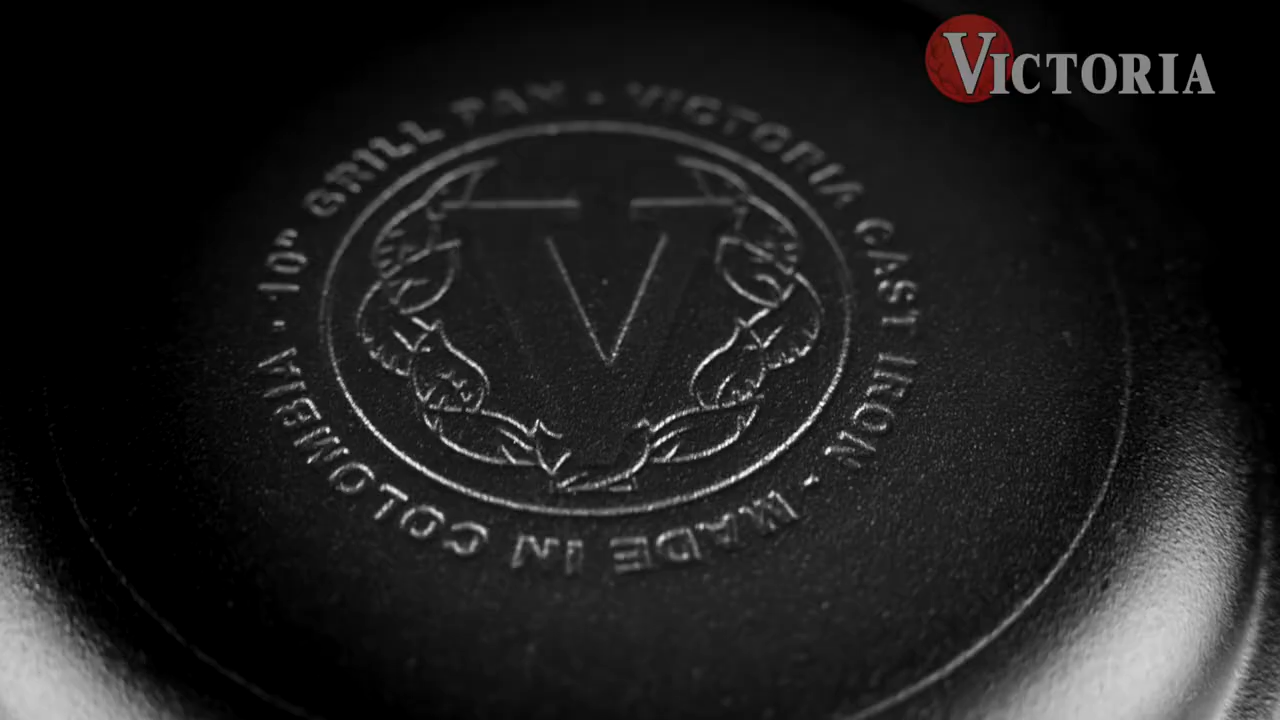 VICTORIA
10" GRILL PAN · VICTORIA CAST IRON · MADE IN COLOMBIA ·
V